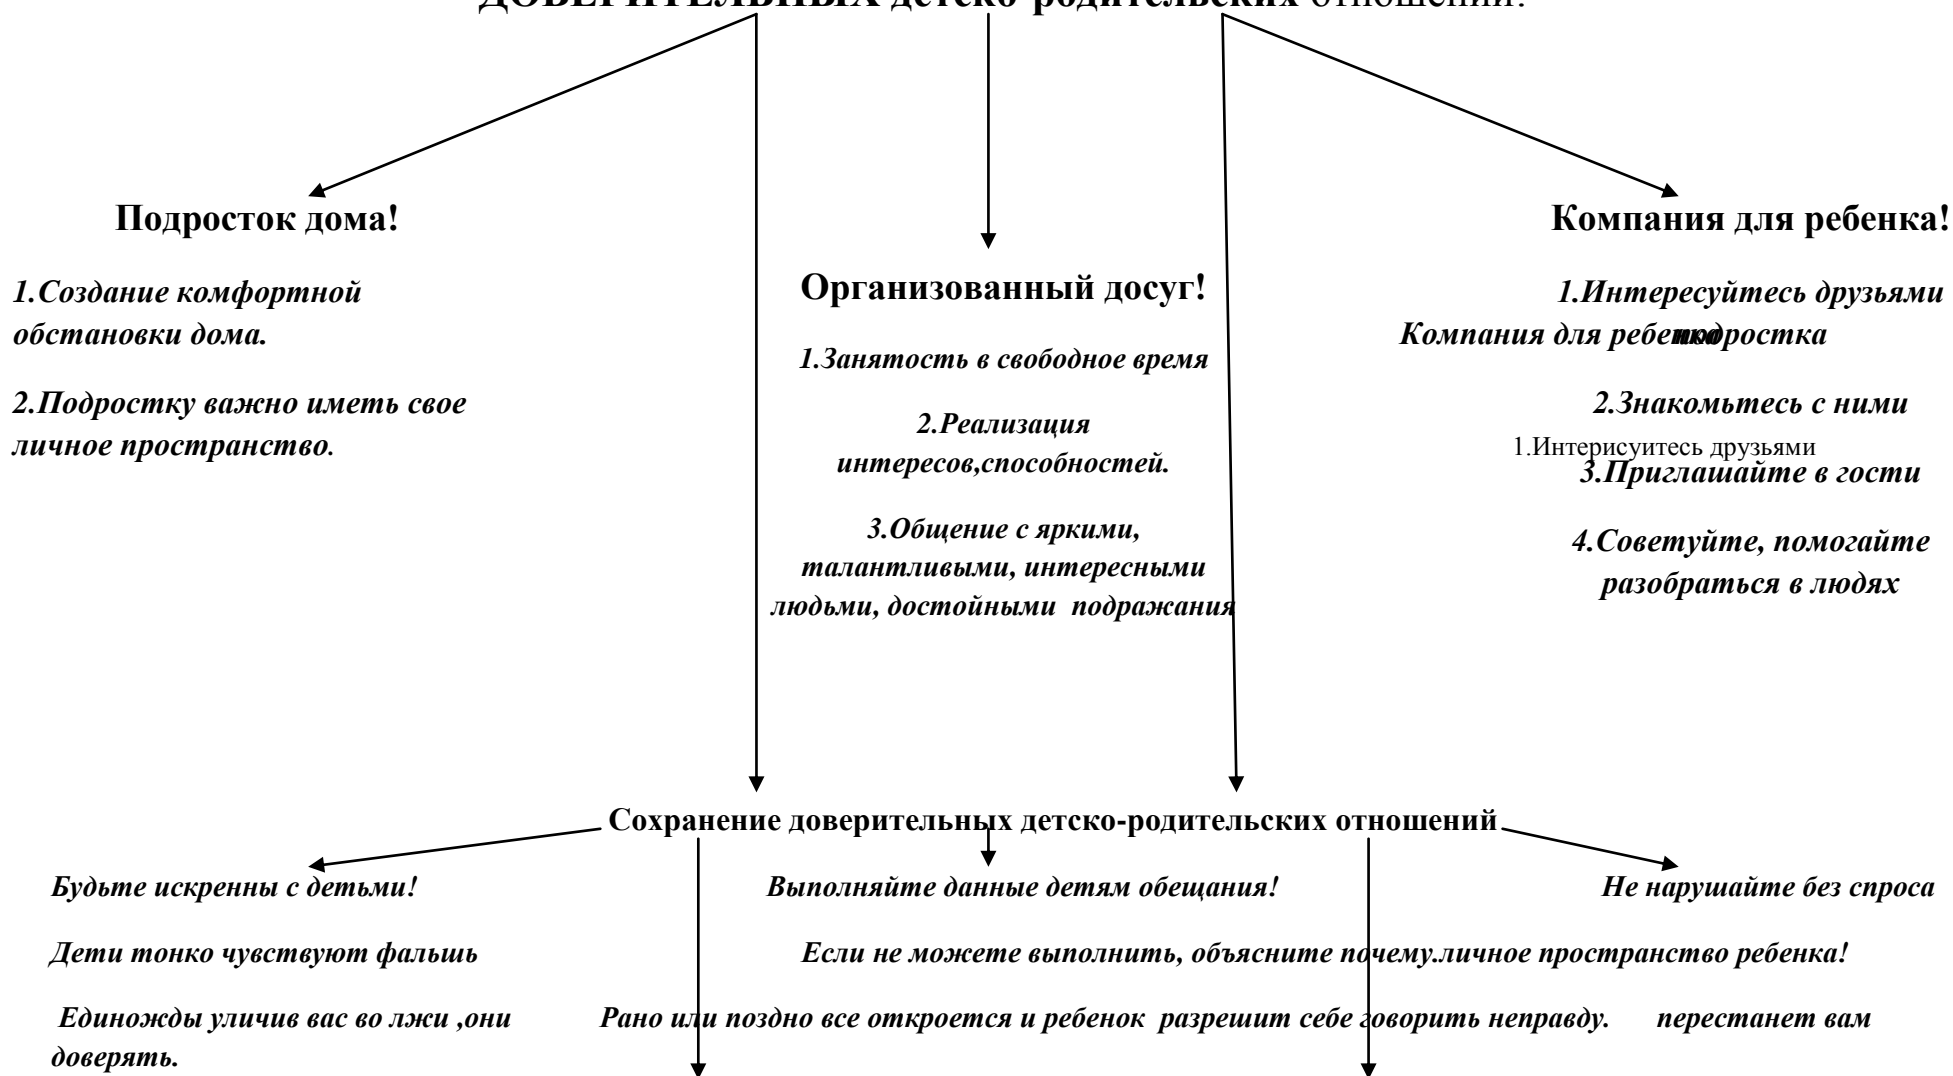 ДОВЕРИТЕЛЬНЫХ детско-родительских отношений.
Подросток дома!
1.Создание комфортной
обстановки дома.
2.Подростку важно иметь свое
личное пространство.
Организованный досуг!
1.Занятость в свободное время
2.Реализация
интересов,способностей.
3.Общение с яркими,
талантливыми, интересными
людьми, достойными подражания
Компания для ребенка!
1.Интересуйтесь друзьями
Компания для ребенка
подростка
2.Знакомьтесь с ними
1.Интерисуитесь друзьями
3.Приглашайте в гости
4.Советуйте, помогайте
разобраться в людях
Сохранение доверительных детско-родительских отношений
Будьте искренны с детьми! Выполняйте данные детям обещания! Не нарушайте без спроса
Дети тонко чувствуют фальшь Если не можете выполнить, объясните почему.личное пространство ребенка!
Единожды уличив вас во лжи ,они Рано или поздно все откроется и ребенок разрешит себе говорить неправду. перестанет вам
доверять.